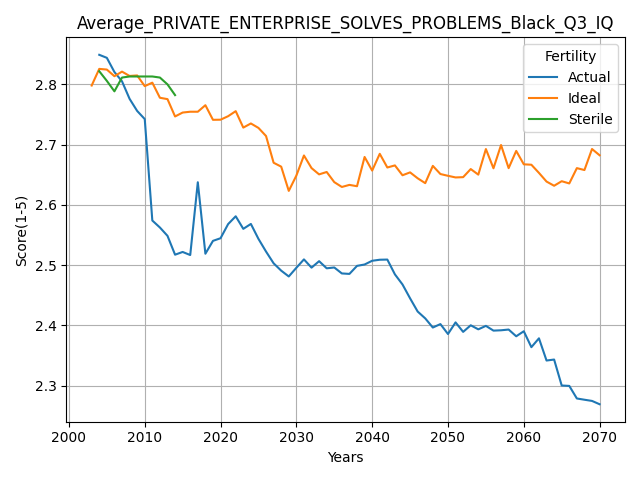 Average_PRIVATE_ENTERPRISE_SOLVES_PROBLEMS_Black_Q3_IQ
Fertility
Actual
Ideal
Sterile
Score(1-5)
2.8
2.7
2.6
2.5
2.4
2.3
2000 2010 2020 2030 2040 2050 2060 2070
Years